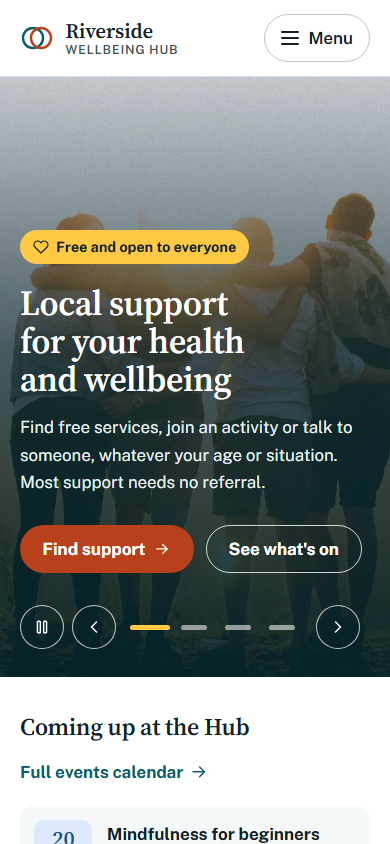 Riverside
WELLBEING HUB
Menu
Free and open to everyone
Local support
for your health
and wellbeing
Find free services, join an activity or talk to
someone, whatever your age or situation.
Most support needs no referral.
Find support
See what's on
Coming up at the Hub
Full events calendar
20
Mindfulness for beginners